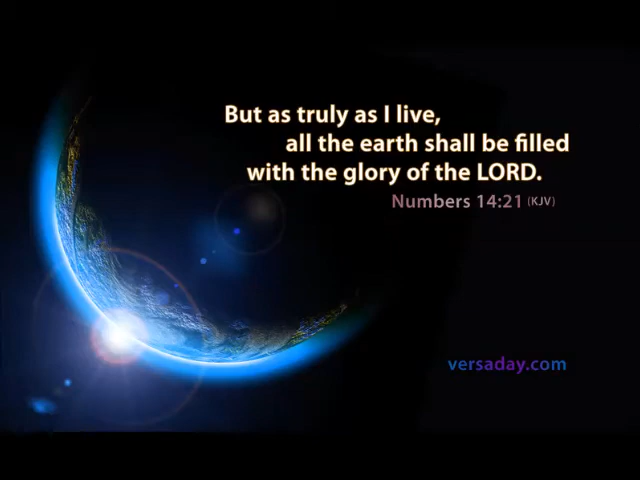 But as truly as I live,
all the earth shall be filled
with the glory of the LORD.
Numbers 14:21 (KJV)
versaday.com